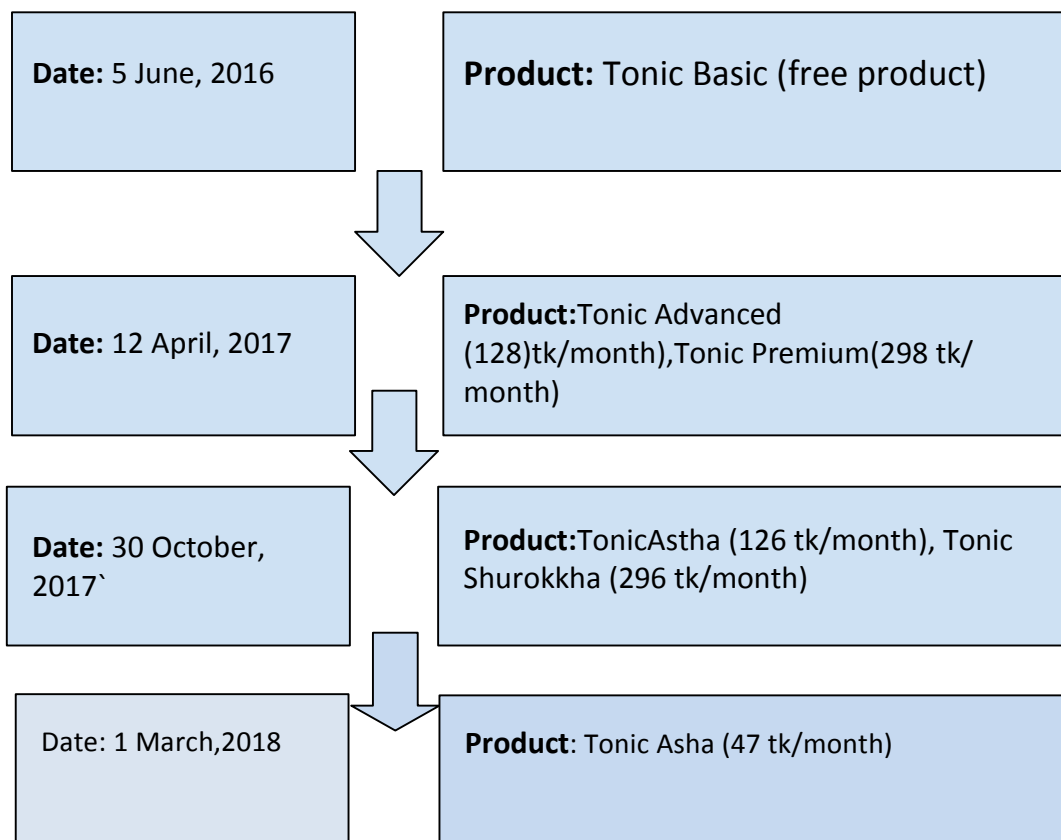 Date: 5 June, 2016
Product: Tonic Basic (free product)
Date: 12 April, 2017
Product:Tonic Advanced
(128)tk/month),Tonic Premium(298 tk/
month)
Date: 30 October,
2017`
Product:TonicAstha (126 tk/month), Tonic
Shurokkha (296 tk/month)
Date: 1 March,2018
Product: Tonic Asha (47 tk/month)